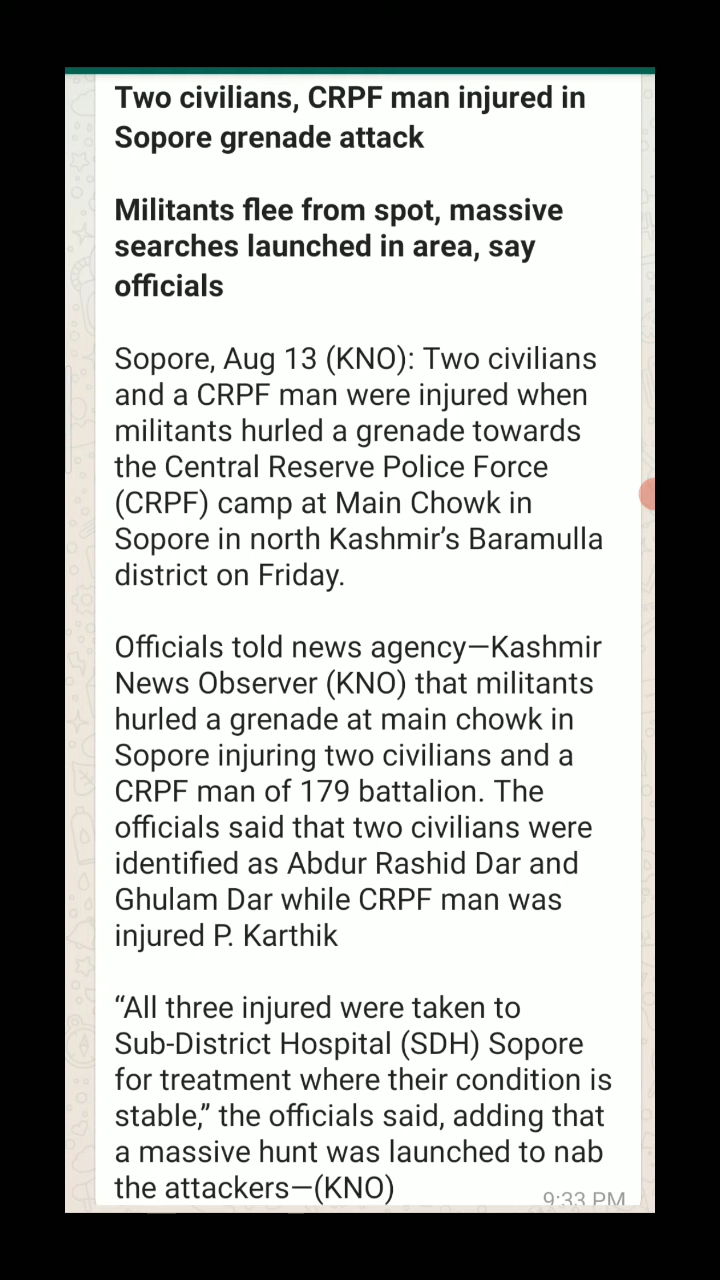 Two civilians, CRPF man injured in
Sopore grenade attack
Militants flee from spot, massive
searches launched in area, say
officials
Sopore, Aug 13 (KNO): Two civilians
and a CRPF man were injured when
militants hurled a grenade towards
the Central Reserve Police Force
(CRPF) camp at Main Chowk in
Sopore in north Kashmir’s Baramulla
district on Friday.
Officials told news agency—Kashmir
News Observer (KNO) that militants
hurled a grenade at main chowk in
Sopore injuring two civilians and a
CRPF man of 179 battalion. The
officials said that two civilians were
identified as Abdur Rashid Dar and
Ghulam Dar while CRPF man was
injured P. Karthik
“All three injured were taken to
Sub-District Hospital (SDH) Sopore
for treatment where their condition is
stable,” the officials said, adding that
a massive hunt was launched to nab
the attackers—(KNO)
9:33 PM